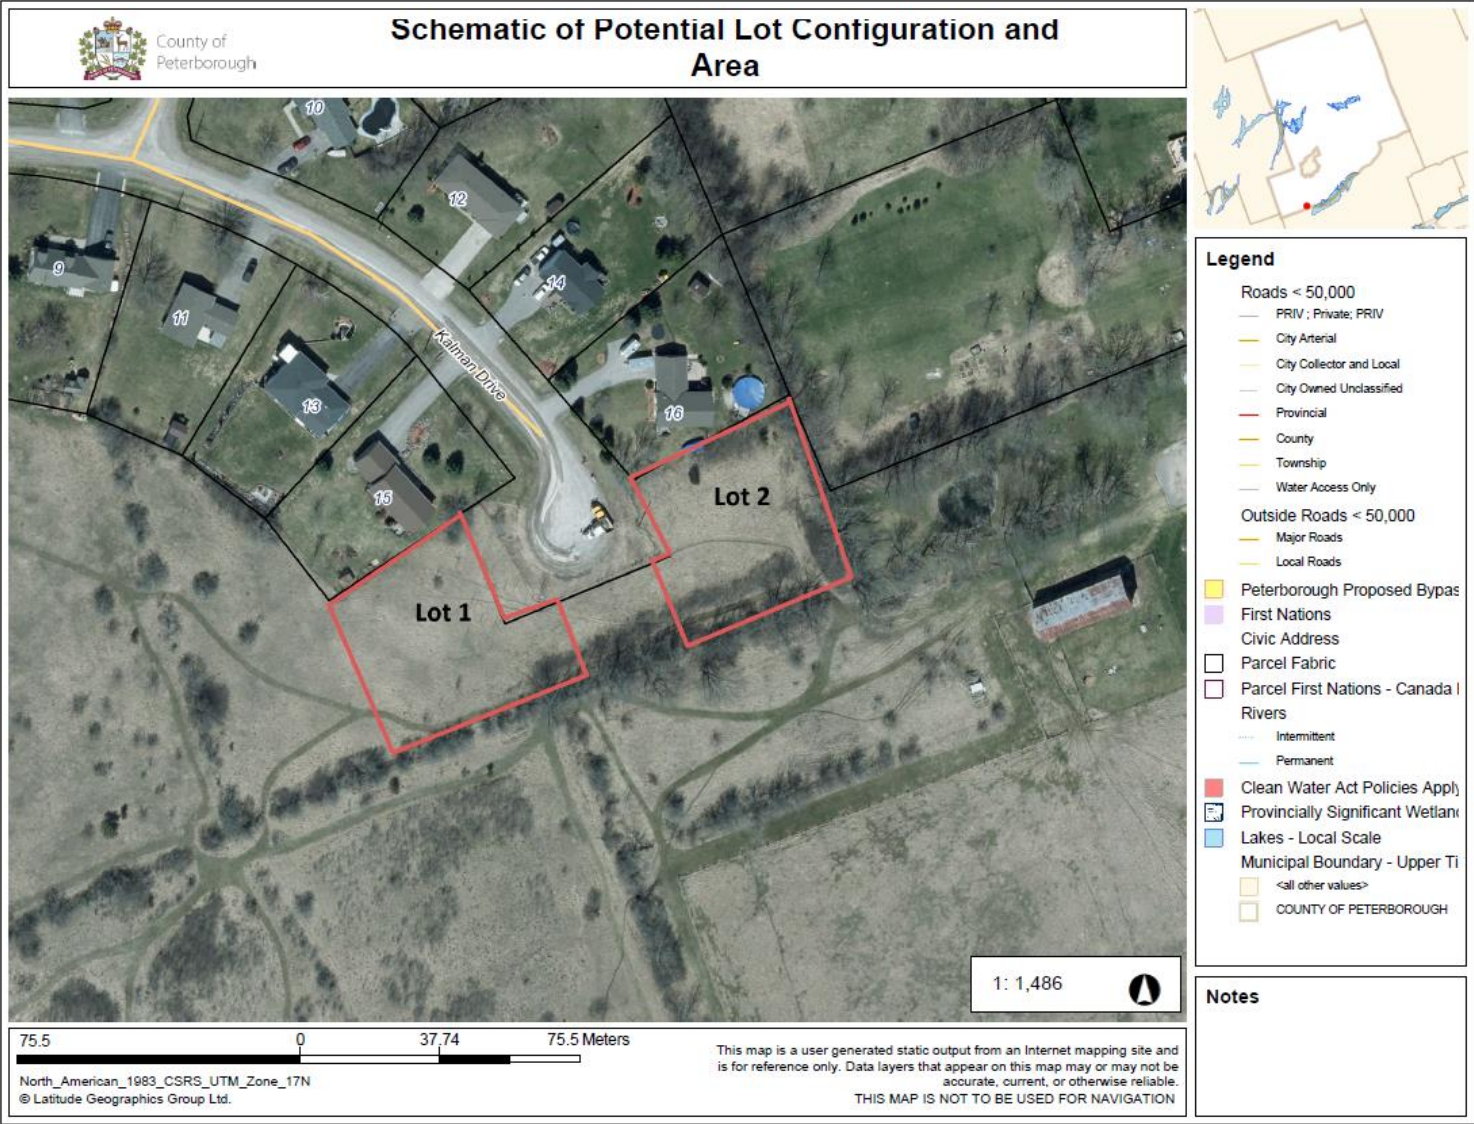 County of
Peterborough
Schematic of Potential Lot Configuration and
Area
10
12
14
9
11
13
15
16
Kalman Drive
Lot 2
Lot 1
1: 1,486
75.5
0
37.74
75.5 Meters
North_American_1983_CSRS_UTM_Zone_17N
© Latitude Geographics Group Ltd.
This map is a user generated static output from an Internet mapping site and
is for reference only. Data layers that appear on this map may or may not be
accurate, current, or otherwise reliable.
THIS MAP IS NOT TO BE USED FOR NAVIGATION
Legend
Roads < 50,000
PRIV ; Private; PRIV
City Arterial
City Collector and Local
City Owned Unclassified
Provincial
County
Township
Water Access Only
Outside Roads < 50,000
Major Roads
Local Roads
Peterborough Proposed Bypas
First Nations
Civic Address
Parcel Fabric
Parcel First Nations - Canada
Rivers
Intermittent
Permanent
Clean Water Act Policies Apply
Provincially Significant Wetlan
Lakes - Local Scale
Municipal Boundary - Upper Ti
<all other values>
COUNTY OF PETERBOROUGH
Notes